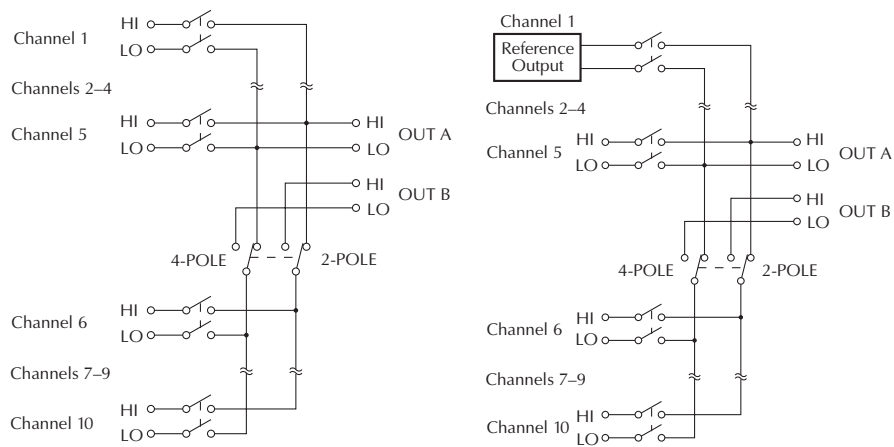 Channel 1
HI
LO
Channels 2–4
Channel 5
HI
LO
HI
LO
OUT A
HI
LO
OUT B
4-POLE
2-POLE
Channel 6
HI
LO
Channels 7–9
Channel 10
HI
LO
Channel 1
Reference
Output
Channels 2–4
Channel 5
HI
LO
HI
LO
OUT A
HI
LO
OUT B
4-POLE
2-POLE
Channel 6
HI
LO
Channels 7–9
Channel 10
HI
LO